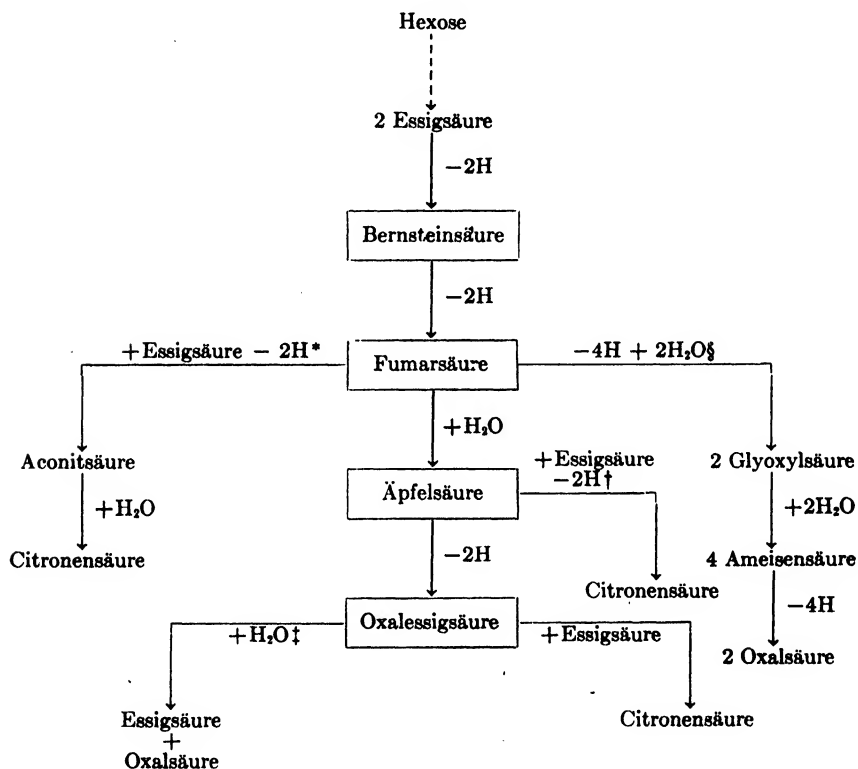 Hexose
2 Essigsäure
−2H
Bernsteinsäure
−2H
+Essigsäure − 2H*
Fumarsäure
−4H + 2H₂O§
+H₂O
Aconitsäure
+Essigsäure
−2H†
2 Glyoxylsäure
Äpfelsäure
+H₂O
+2H₂O
−2H
Citronensäure
4 Ameisensäure
Citronensäure
−4H
+H₂O‡
Oxalessigsäure
+Essigsäure
2 Oxalsäure
Essigsäure
+
Oxalsäure
Citronensäure